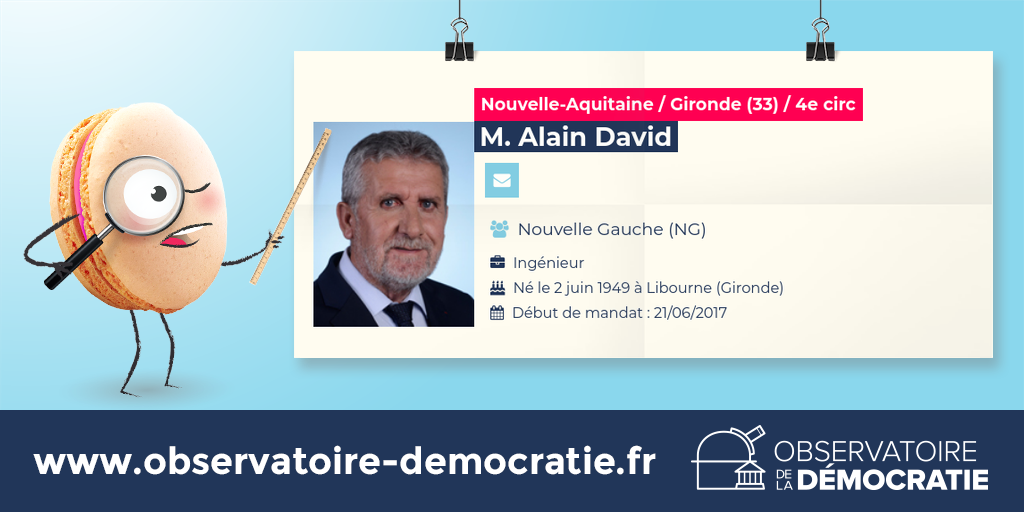 Nouvelle-Aquitaine / Gironde (33) / 4e circ
M. Alain David
Nouvelle Gauche (NG)
Ingénieur
Né le 2 juin 1949 à Libourne (Gironde)
Début de mandat : 21/06/2017
www.observatoire-democratie.fr
OBSERVATOIRE
DE LA DÉMOCRATIE